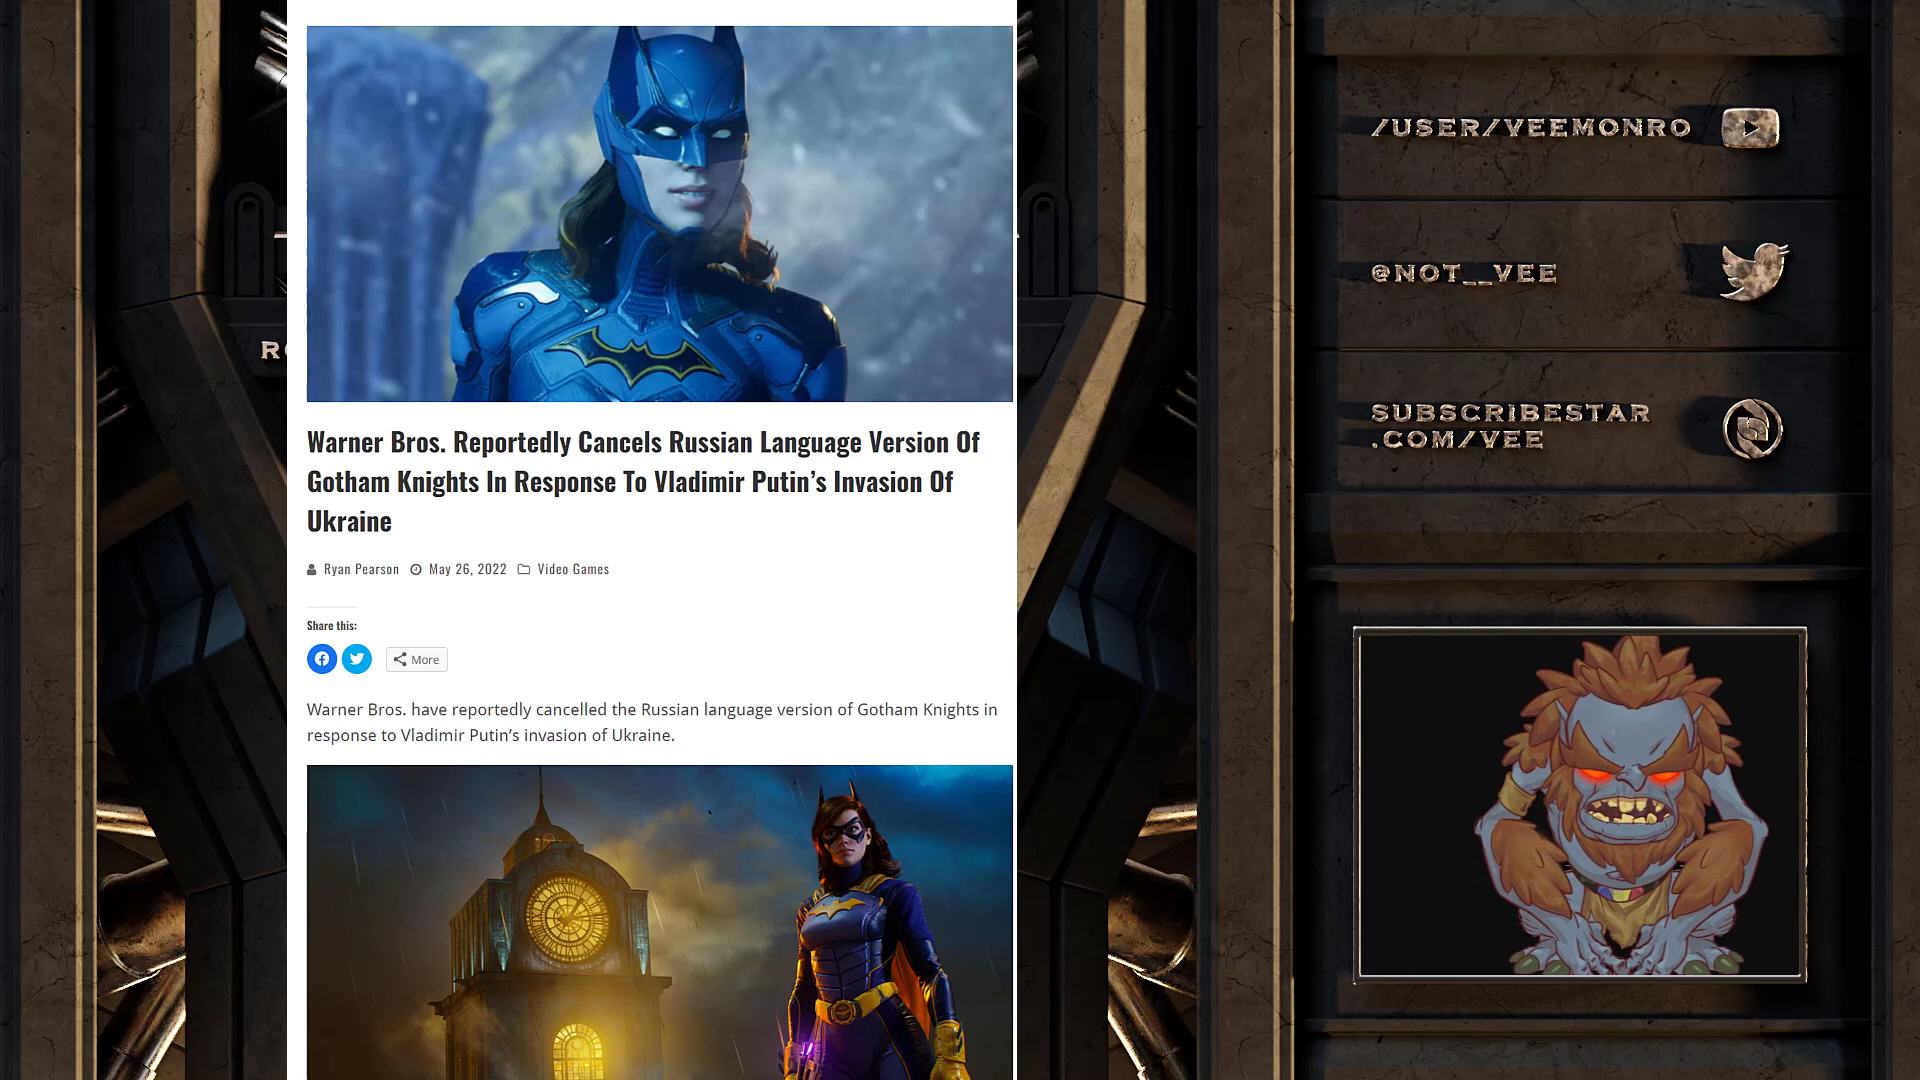 /USER/VEEMONRO
@NOT__VEE
SUBSCRIBESTAR
.COM/VEE
Warner Bros. Reportedly Cancels Russian Language Version Of
Gotham Knights In Response To Vladimir Putin’s Invasion Of
Ukraine
Ryan Pearson May 26, 2022 Video Games
Share this:
More
Warner Bros. have reportedly cancelled the Russian language version of Gotham Knights in
response to Vladimir Putin’s invasion of Ukraine.